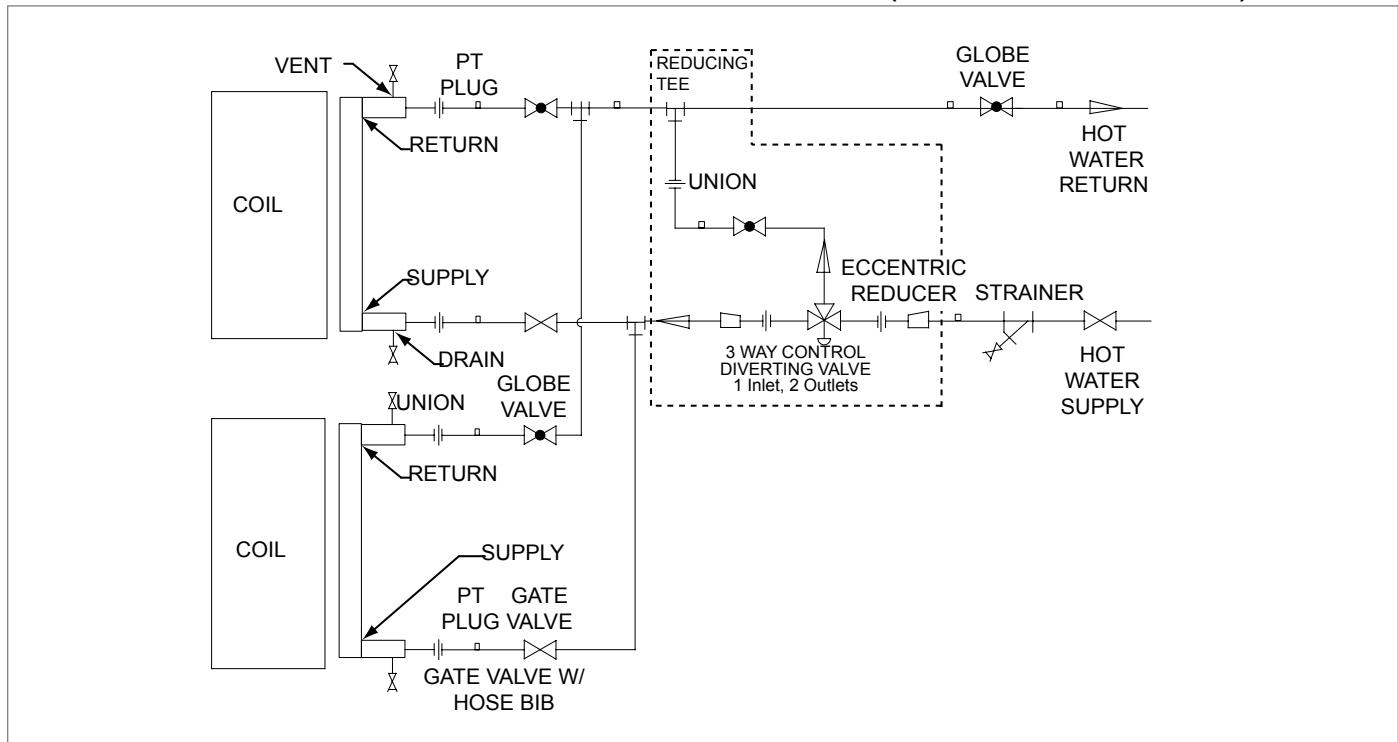 VENT
PT
PLUG
REDUCING
TEE
GLOBE
VALVE
RETURN
HOT
WATER
RETURN
COIL
UNION
SUPPLY
ECCENTRIC
REDUCER
STRAINER
DRAIN
3 WAY CONTROL
DIVERTING VALVE
1 Inlet, 2 Outlets
HOT
WATER
SUPPLY
GLOBE
VALVE
UNION
RETURN
COIL
SUPPLY
PT
PLUG
GATE
VALVE
GATE VALVE W/
HOSE BIB